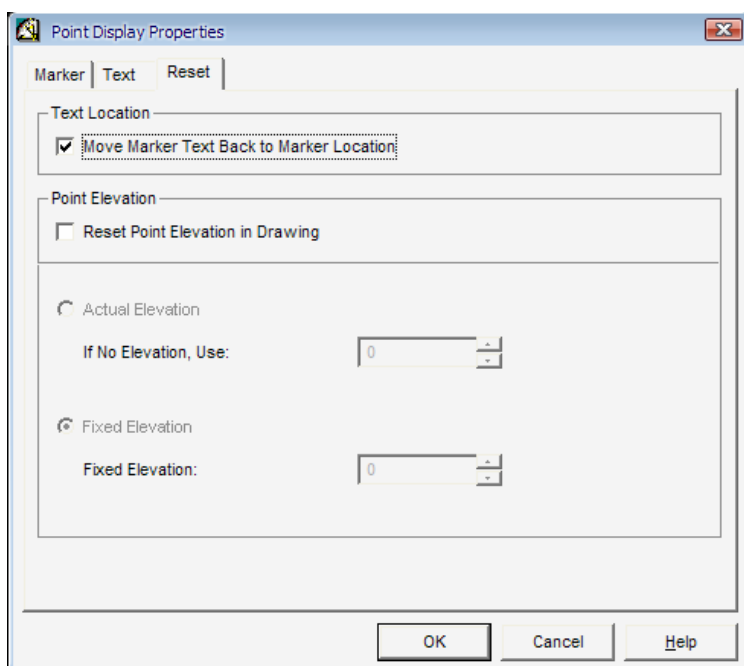 Point Display Properties
Marker Text Reset
Text Location
Move Marker Text Back to Marker Location
Point Elevation
Reset Point Elevation in Drawing
Actual Elevation
If No Elevation, Use: 0
Fixed Elevation
Fixed Elevation: 0
OK Cancel Help